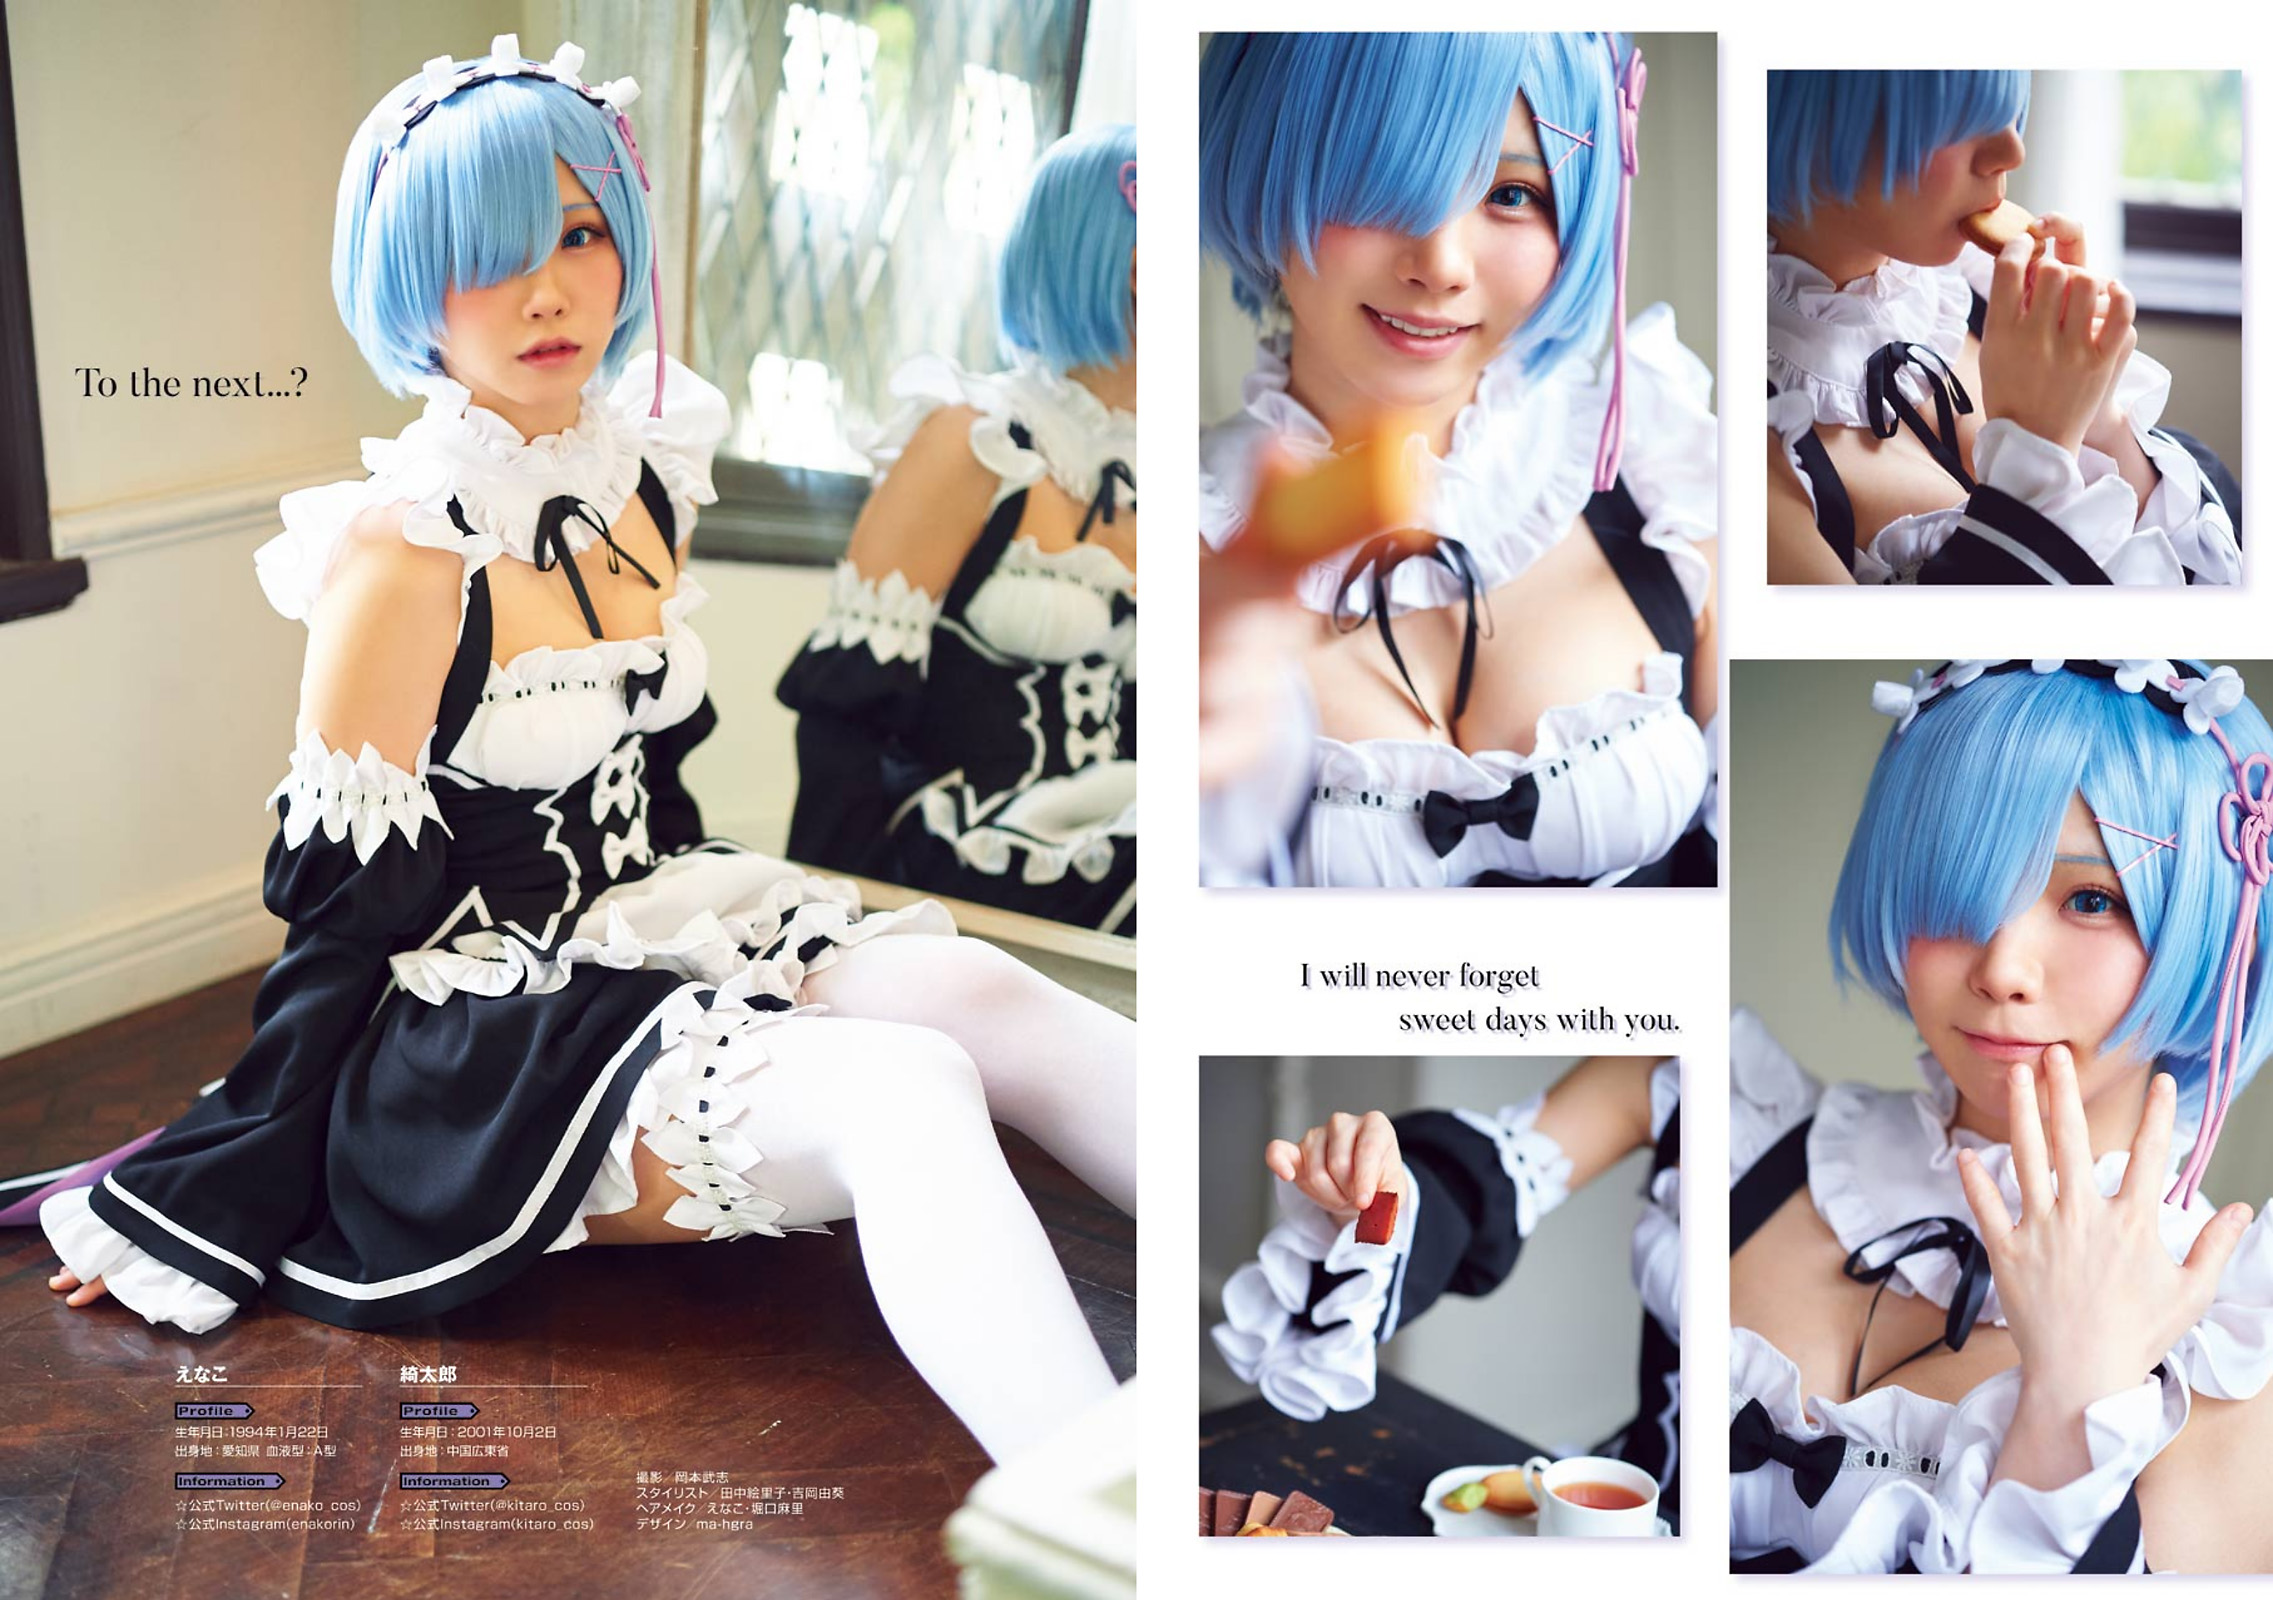 To the next...?
I will never forget
sweet days with you.
えなこ
Profile
生年月日：1994年1月22日
出身地：愛知県 血液型：A型
Information
☆公式Twitter(@enako_cos)
☆公式Instagram(enakorin)
綺太郎
Profile
生年月日：2001年10月2日
出身地：中国広東省
Information
☆公式Twitter(@kitaro_cos)
☆公式Instagram(kitaro_cos)
撮影／岡本武志
スタイリスト／田中絵里子・吉岡由葵
ヘアメイク／えなこ・堀口麻里
デザイン／ma-hgra